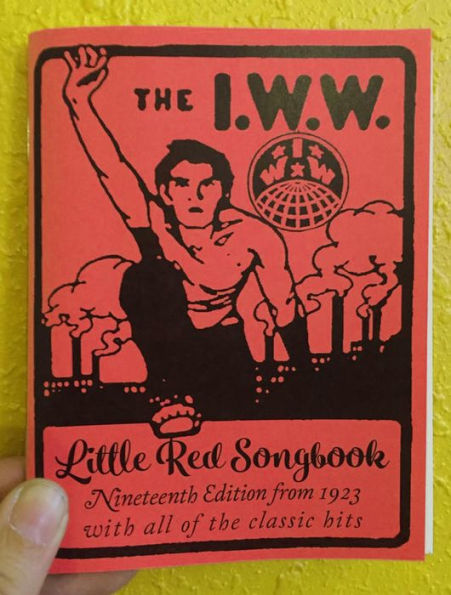 THE I.W.W.
I
W W
Little Red Songbook
Nineteenth Edition from 1923
with all of the classic hits